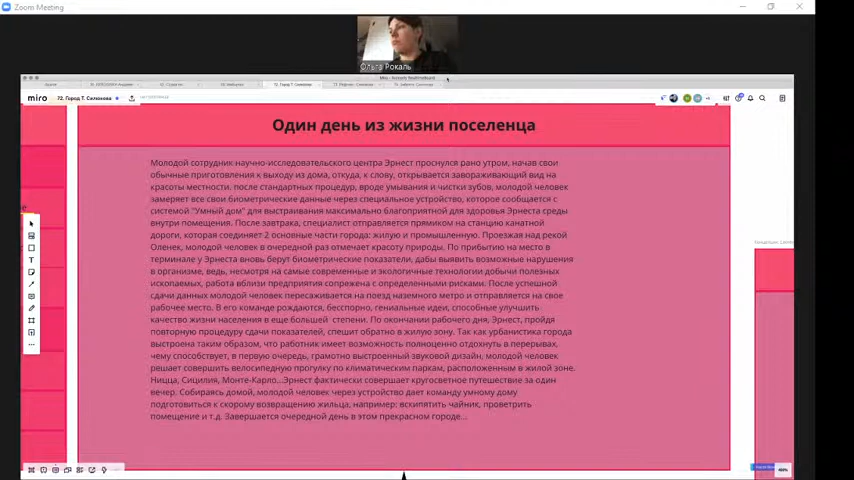 Zoom Meeting
Ольга Рокаль
miro
72. Город Т. Селюнова
Один день из жизни поселенца
Молодой сотрудник научно-исследовательского центра Эрнест проснулся рано утром, начав свои
обычные приготовления к выходу из дома, откуда, к слову, открывается завораживающий вид на
красоты местности. после стандартных процедур, вроде умывания и чистки зубов, молодой человек
замеряет все свои биометрические данные через специальное устройство, которое сообщается с
системой "Умный дом" для выстраивания максимально благоприятной для здоровья Эрнеста среды
внутри помещения. После завтрака, специалист отправляется прямиком на станцию канатной
дороги, которая соединяет 2 основные части города: жилую и промышленную. Проезжая над рекой
Оленек, молодой человек в очередной раз отмечает красоту природы. По прибытию на место в
терминале у Эрнеста вновь берут биометрические показатели, дабы выявить возможные нарушения
в организме, ведь, несмотря на самые современные и экологичные технологии добычи полезных
ископаемых, работа вблизи предприятия сопряжена с определенными рисками. После успешной
сдачи данных молодой человек пересаживается на поезд наземного метро и отправляется на свое
рабочее место. В его команде рождаются, бесспорно, гениальные идеи, способные улучшить
качество жизни населения в еще большей степени. По окончании рабочего дня, Эрнест, пройдя
повторную процедуру сдачи показателей, спешит обратно в жилую зону. Так как урбанистика города
выстроена таким образом, что работник имеет возможность полноценно отдохнуть в перерывах,
чему способствует, в первую очередь, грамотно выстроенный звуковой дизайн, молодой человек
решает совершить велосипедную прогулку по климатическим паркам, расположенным в жилой зоне.
Ницца, Сицилия, Монте-Карло...Эрнест фактически совершает кругосветное путешествие за один
вечер. Собираясь домой, молодой человек через устройство дает команду умному дому
подготовиться к скорому возвращению жильца, например: вскипятить чайник, проветрить
помещение и т.д. Завершается очередной день в этом прекрасном городе...